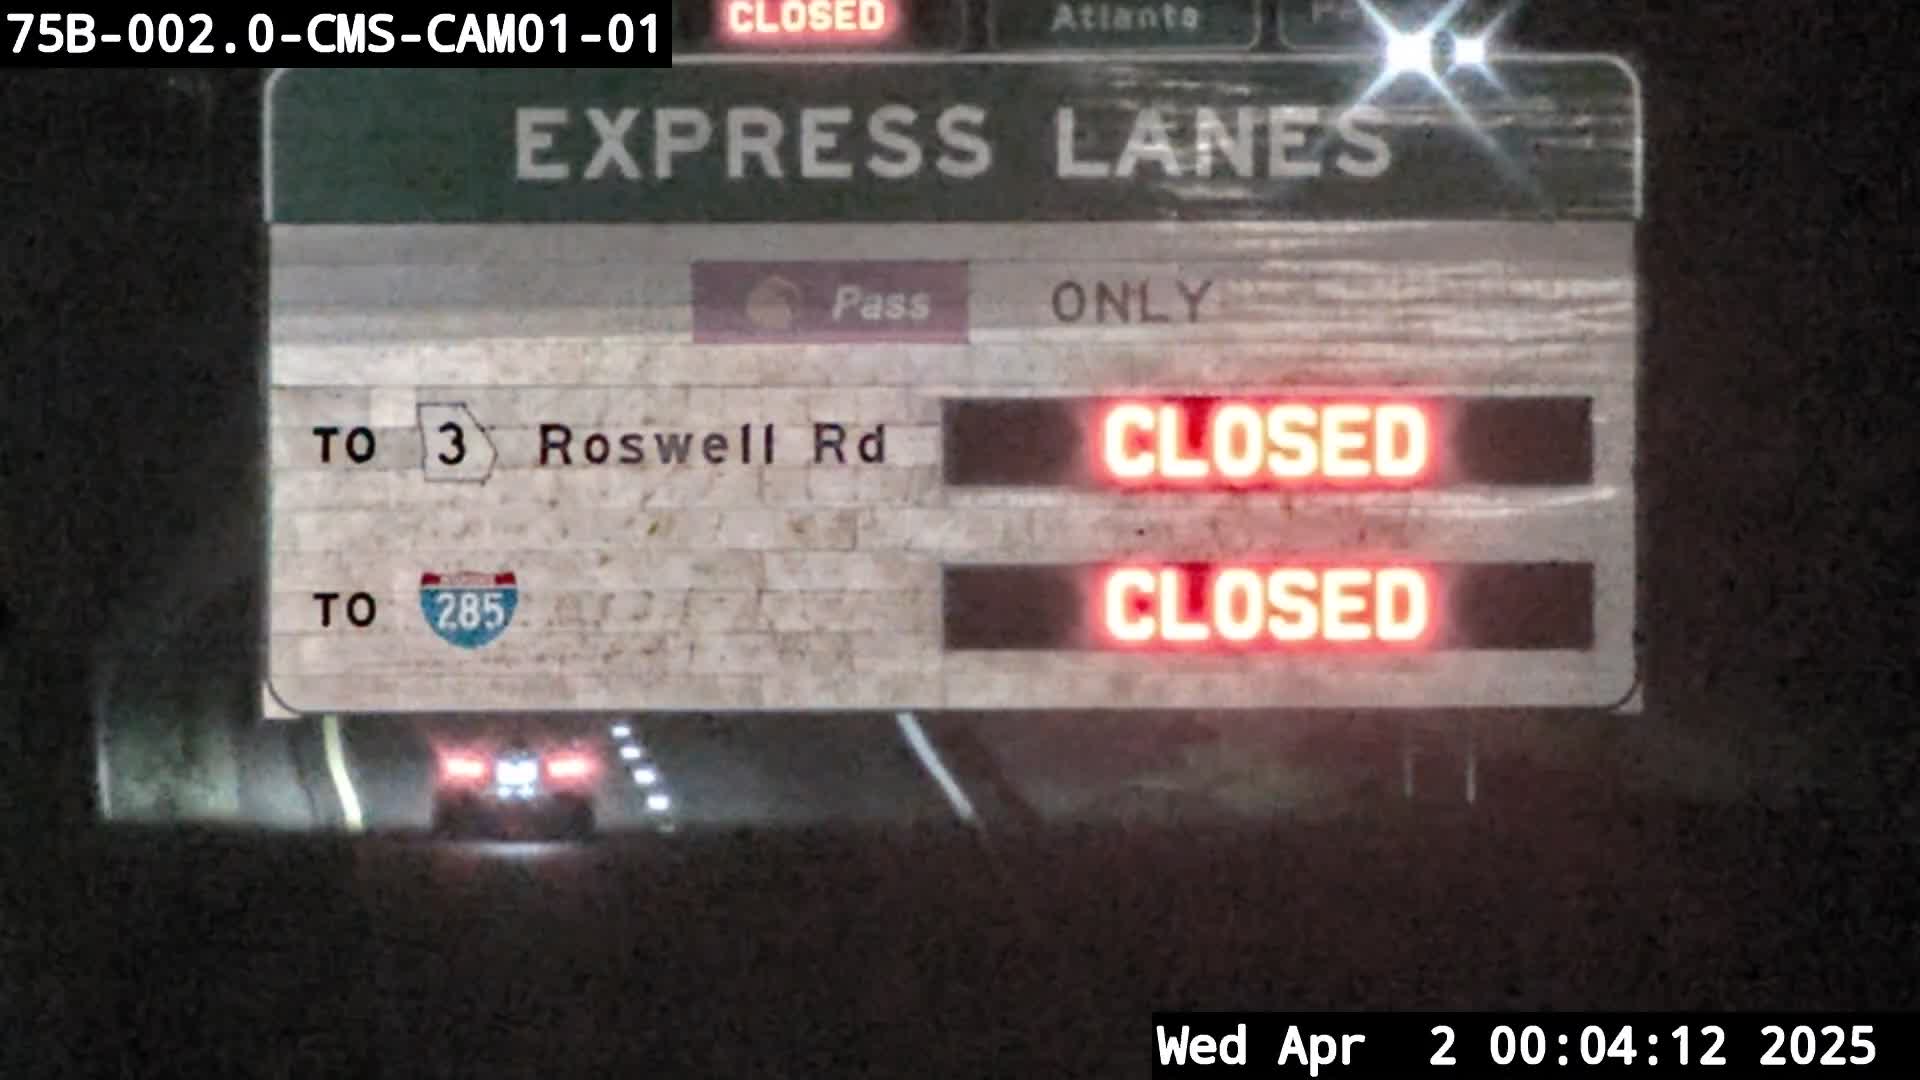 75B-002.0-CMS-CAM01-01
CLOSED
Atlanta
EXPRESS LANES
Pass ONLY
TO 3 Roswell Rd CLOSED
TO 285 CLOSED
Wed Apr 2 00:04:12 2025